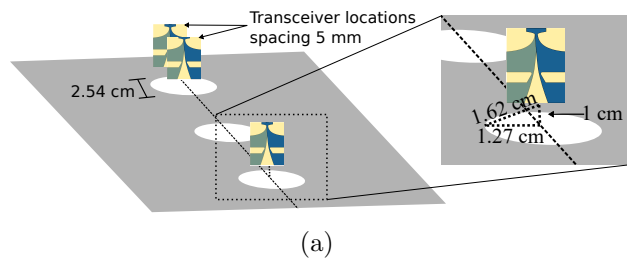 Transceiver locations
spacing 5 mm
2.54 cm
1.62 cm
1 cm
1.27 cm
(a)